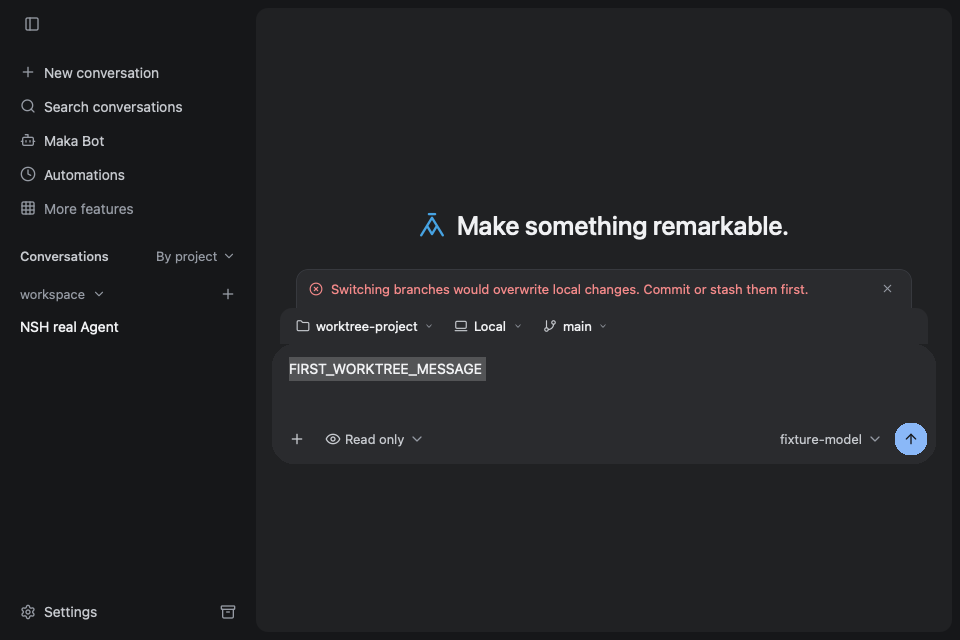 New conversation
Search conversations
Maka Bot
Automations
More features
Conversations By project
workspace
NSH real Agent
Settings
Make something remarkable.
Switching branches would overwrite local changes. Commit or stash them first.
worktree-project Local main
FIRST_WORKTREE_MESSAGE
Read only fixture-model